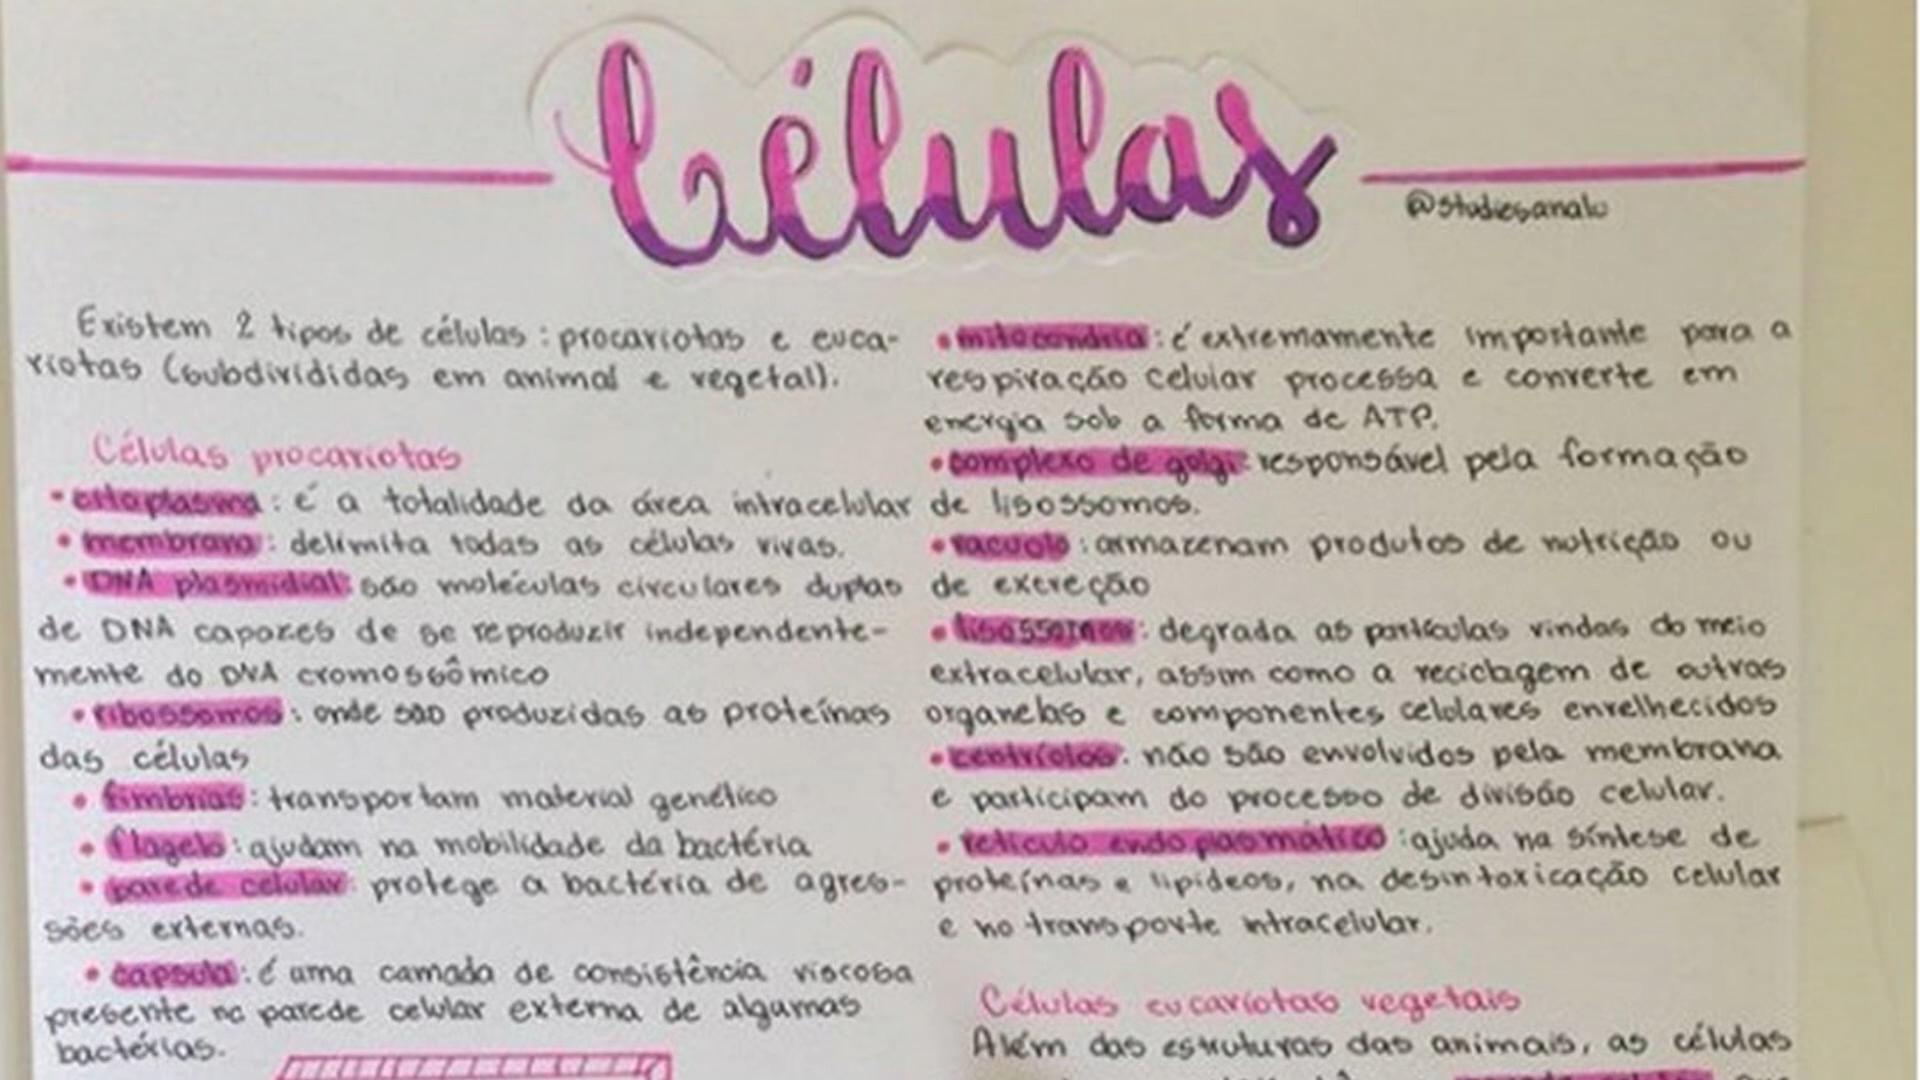 Células
@studiesanalu
Existem 2 tipos de células: procariotas e euca-
riotas (subdivididas em animal e vegetal).
Células procariotas
• citoplasma: é a totalidade da área intracelular
• membrana: delimita todas as células vivas.
• DNA plasmidial: são moléculas circulares duplas
de DNA capazes de se reproduzir independente-
mente do DNA cromossômico
• ribossomos: onde são produzidas as proteínas
das células
• fímbrias: transportam material genético
• flagelo: ajudam na mobilidade da bactéria
• parede celular: protege a bactéria de agres-
sões externas.
• capsula: é uma camada de consistência viscosa
presente na parede celular externa de algumas
bactérias.
• mitocondria: é extremamente importante para a
respiração celular processa e converte em
energia sob a forma de ATP.
• complexo de golgi: responsável pela formação
de lisossomos.
• vacuolo: armazenam produtos de nutrição ou
de excreção
• lisossomos: degrada as partículas vindas do meio
extracelular, assim como a reciclagem de outras
organelas e componentes celulares envelhecidos
• centríolos: não são envolvidos pela membrana
e participam do processo de divisão celular.
• reticulo endoplasmático: ajuda na síntese de
proteínas e lipídeos, na desintoxicação celular
e no transporte intracelular.
Células eucariotas vegetais
Além das estruturas das animais, as células